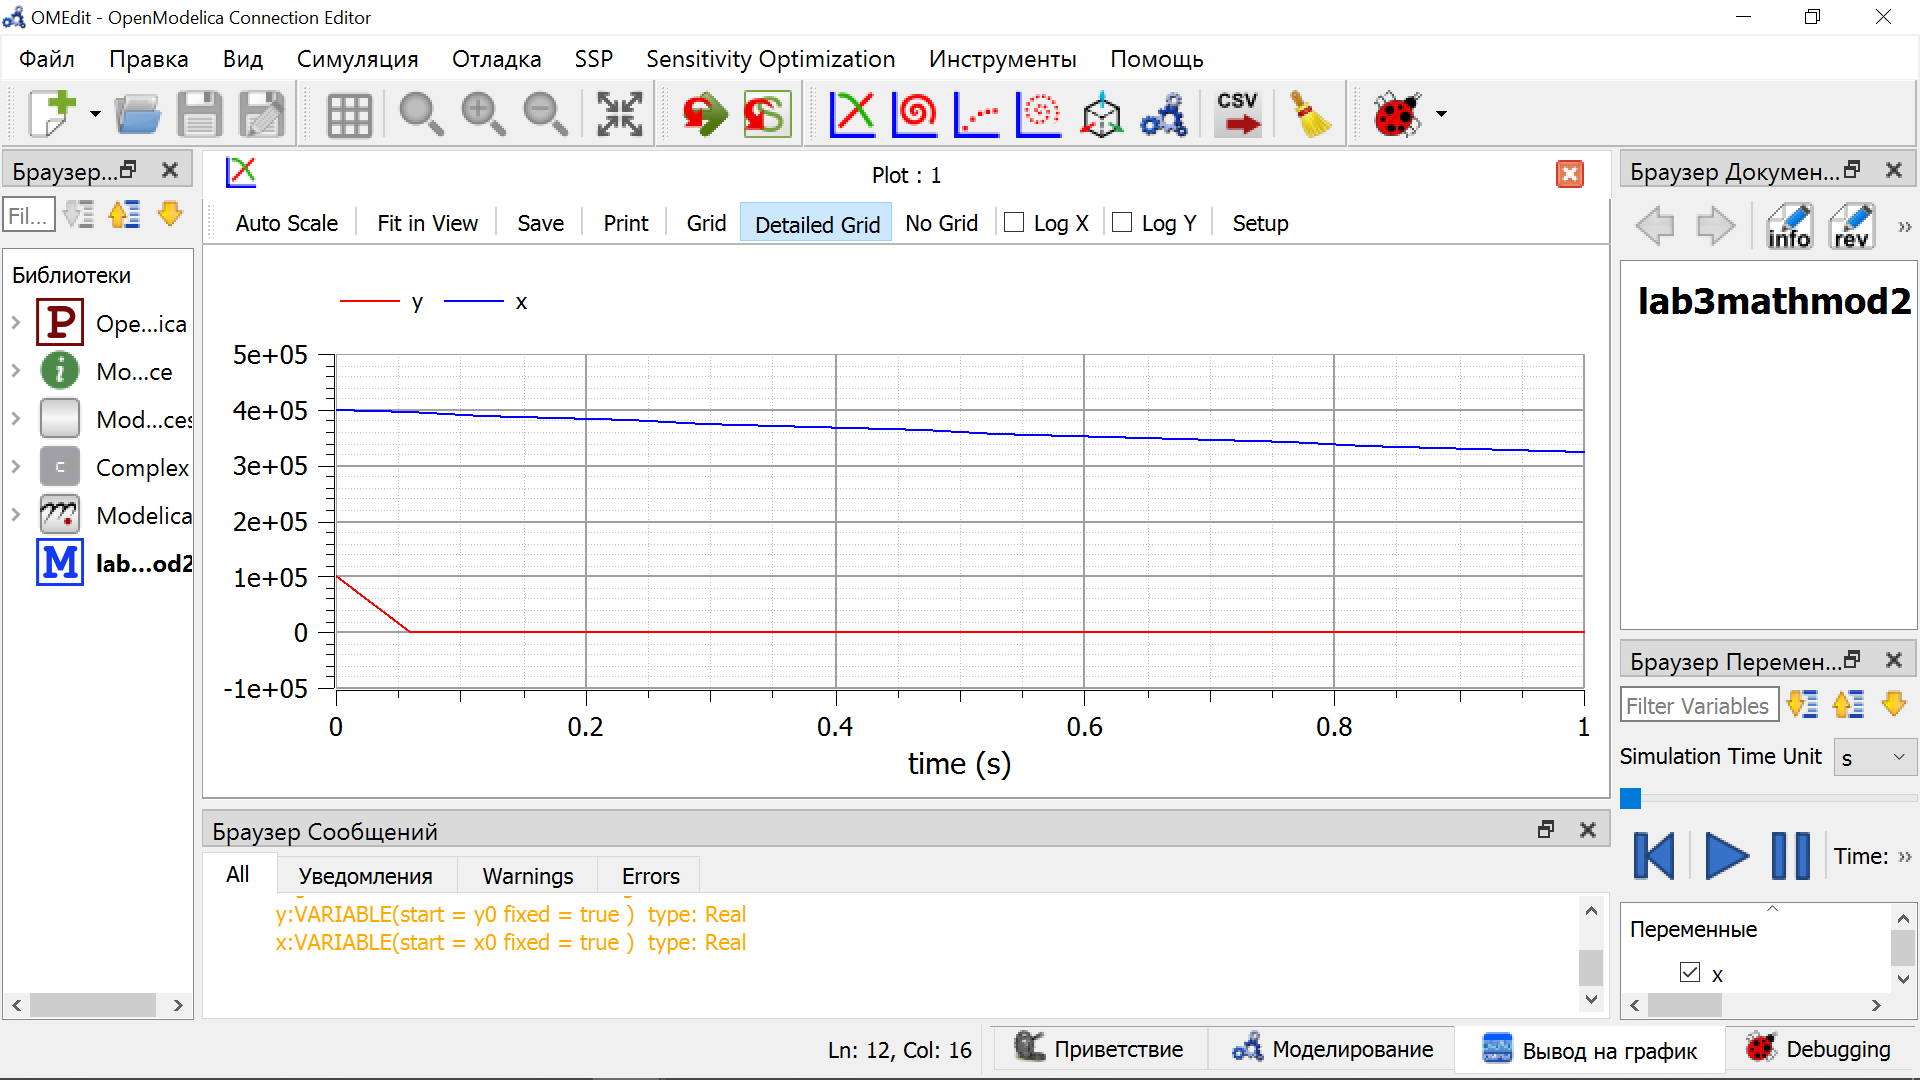 OMEdit - OpenModelica Connection Editor
Файл Правка Вид Симуляция Отладка SSP Sensitivity Optimization Инструменты Помощь
CSV
Браузер...
Fil...
Библиотеки
P Ope...ica
i Mo...ce
Mod...ces
C Complex
Modelica
M lab...od2
Plot : 1
Auto Scale Fit in View Save Print Grid Detailed Grid No Grid Log X Log Y Setup
y x
5e+05
4e+05
3e+05
2e+05
1e+05
0
-1e+05
0 0.2 0.4 0.6 0.8 1
time (s)
Браузер Сообщений
All Уведомления Warnings Errors
y:VARIABLE(start = y0 fixed = true ) type: Real
x:VARIABLE(start = x0 fixed = true ) type: Real
Браузер Докумен...
info rev »
lab3mathmod2
Браузер Перемен...
Filter Variables
Simulation Time Unit s
Time: »
Переменные
x
Ln: 12, Col: 16 Приветствие Моделирование Вывод на график Debugging